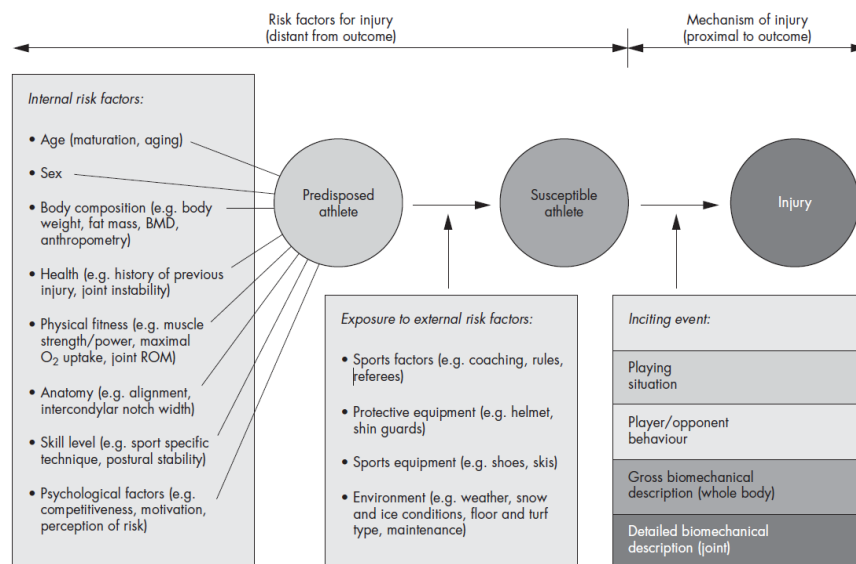 Risk factors for injury
(distant from outcome)
Mechanism of injury
(proximal to outcome)
Internal risk factors:
• Age (maturation, aging)
• Sex
• Body composition (e.g. body
weight, fat mass, BMD,
anthropometry)
• Health (e.g. history of previous
injury, joint instability)
• Physical fitness (e.g. muscle
strength/power, maximal
O₂ uptake, joint ROM)
• Anatomy (e.g. alignment,
intercondylar notch width)
• Skill level (e.g. sport specific
technique, postural stability)
• Psychological factors (e.g.
competitiveness, motivation,
perception of risk)
Predisposed
athlete
Susceptible
athlete
Injury
Exposure to external risk factors:
• Sports factors (e.g. coaching, rules,
referees)
• Protective equipment (e.g. helmet,
shin guards)
• Sports equipment (e.g. shoes, skis)
• Environment (e.g. weather, snow
and ice conditions, floor and turf
type, maintenance)
Inciting event:
Playing
situation
Player/opponent
behaviour
Gross biomechanical
description (whole body)
Detailed biomechanical
description (joint)